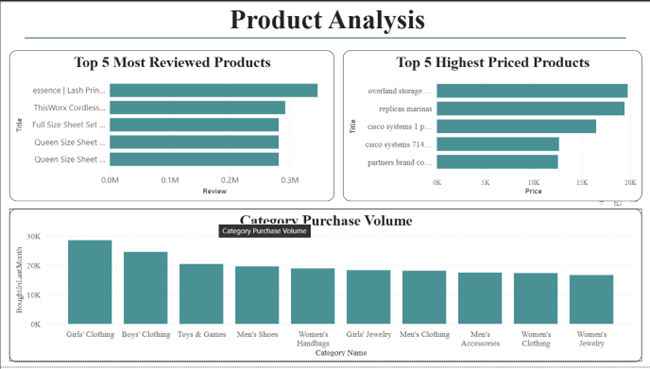 Product Analysis
Top 5 Most Reviewed Products
Title
essence | Lash Prin...
ThisWorx Cordless...
Full Size Sheet Set ...
Queen Size Sheet ...
Queen Size Sheet ...
0.0M 0.1M 0.2M 0.3M
Review
Top 5 Highest Priced Products
Title
overland storage ...
replicas marinas
cisco systems 1 p...
cisco systems 714...
partners brand co...
0K 5K 10K 15K 20K
Price
Category Purchase Volume
Category Purchase Volume
BoughtInLastMonth
30K
20K
10K
0K
Girls' Clothing Boys' Clothing Toys & Games Men's Shoes Women's Handbags Girls' Jewelry Men's Clothing Men's Accessories Women's Clothing Women's Jewelry
Category Name